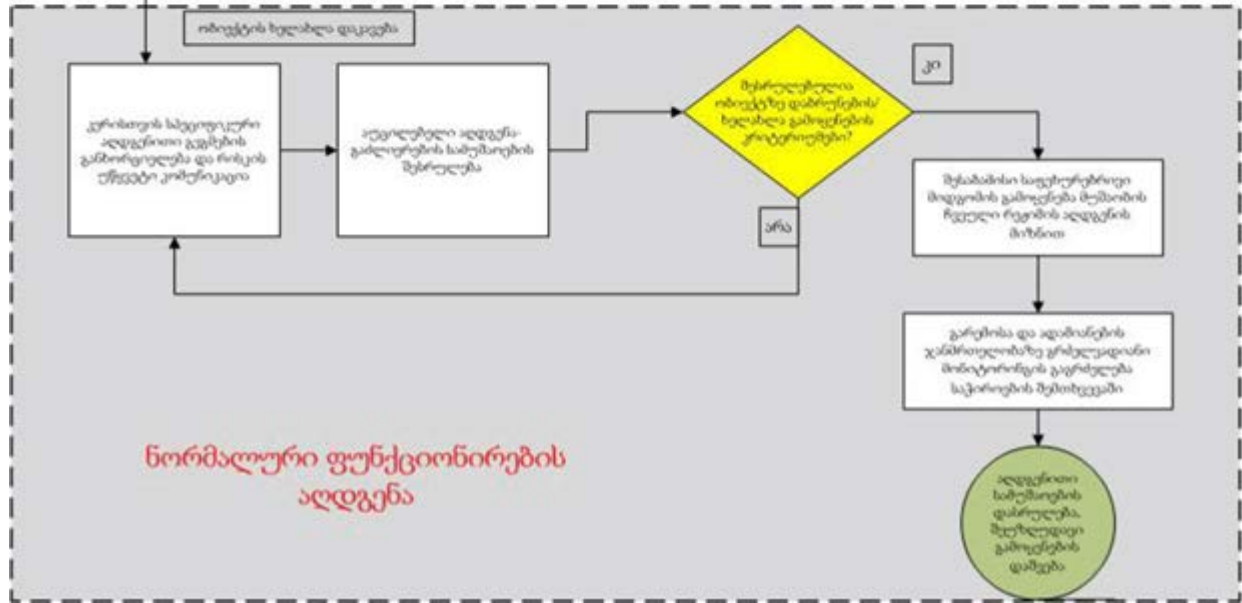 ობიექტის ხელახლა დაკავება
კერისთვის სპეციფიკური
აღდგენითი გეგმების
განხორციელება და რისკის
უწყვეტი კომუნიკაცია
აუცილებელი აღდგენა-
გაძლიერების სამუშაოების
შესრულება
შესრულებულია
ობიექტზე დაბრუნების/
ხელახლა გამოყენების
კრიტერიუმები?
კი
არა
შესაბამისი საფეხურებრივი
მიდგომის გამოყენება მუშაობის
ჩვეული რეჟიმის აღდგენის
მიზნით
გარემოსა და ადამიანების
ჯანმრთელობაზე გრძელვადიანი
მონიტორინგის გაგრძელება
საჭიროების შემთხვევაში
აღდგენითი
სამუშაოების
დასრულება,
შეუზღუდავი
გამოყენების
დაშვება
ნორმალური ფუნქციონირების
აღდგენა